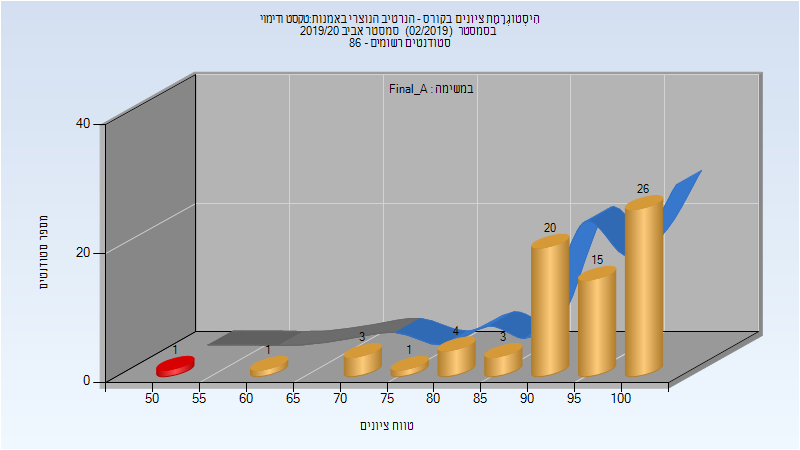 היסְטוֹגְרַמַת ציונים בקורס - הנרטיב הנוצרי באמנות:טקסט ודימוי
בסמסטר (02/2019) סמסטר אביב 2019/20
סטודנטים רשומים - 86
במשימה : Final_A
מספר סטודנטים
40
20
0
1
1
3
1
4
3
20
15
26
50 55 60 65 70 75 80 85 90 95 100
טווח ציונים